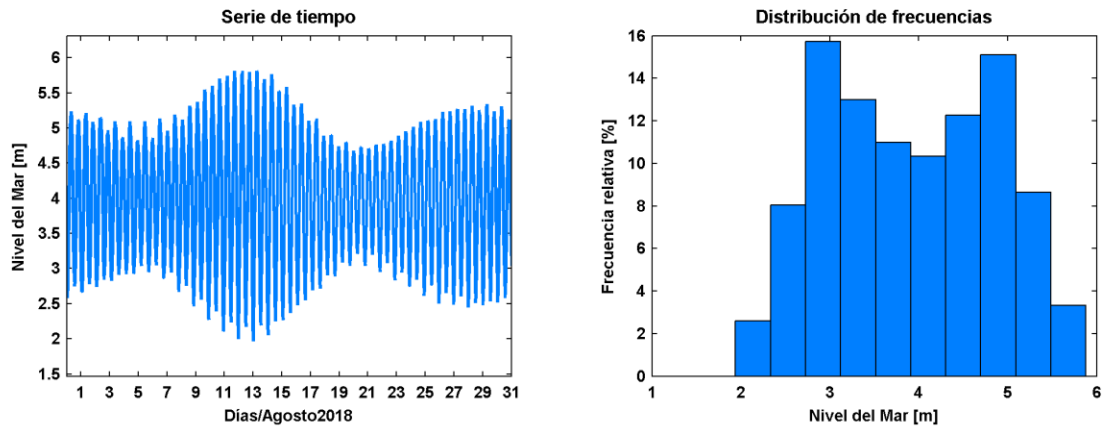 Serie de tiempo
6
5.5
5
4.5
4
3.5
3
2.5
2
1.5
Nivel del Mar [m]
1 3 5 7 9 11 13 15 17 19 21 23 25 27 29 31
Días/Agosto2018
Distribución de frecuencias
16
14
12
10
8
6
4
2
0
Frecuencia relativa [%]
1 2 3 4 5 6
Nivel del Mar [m]